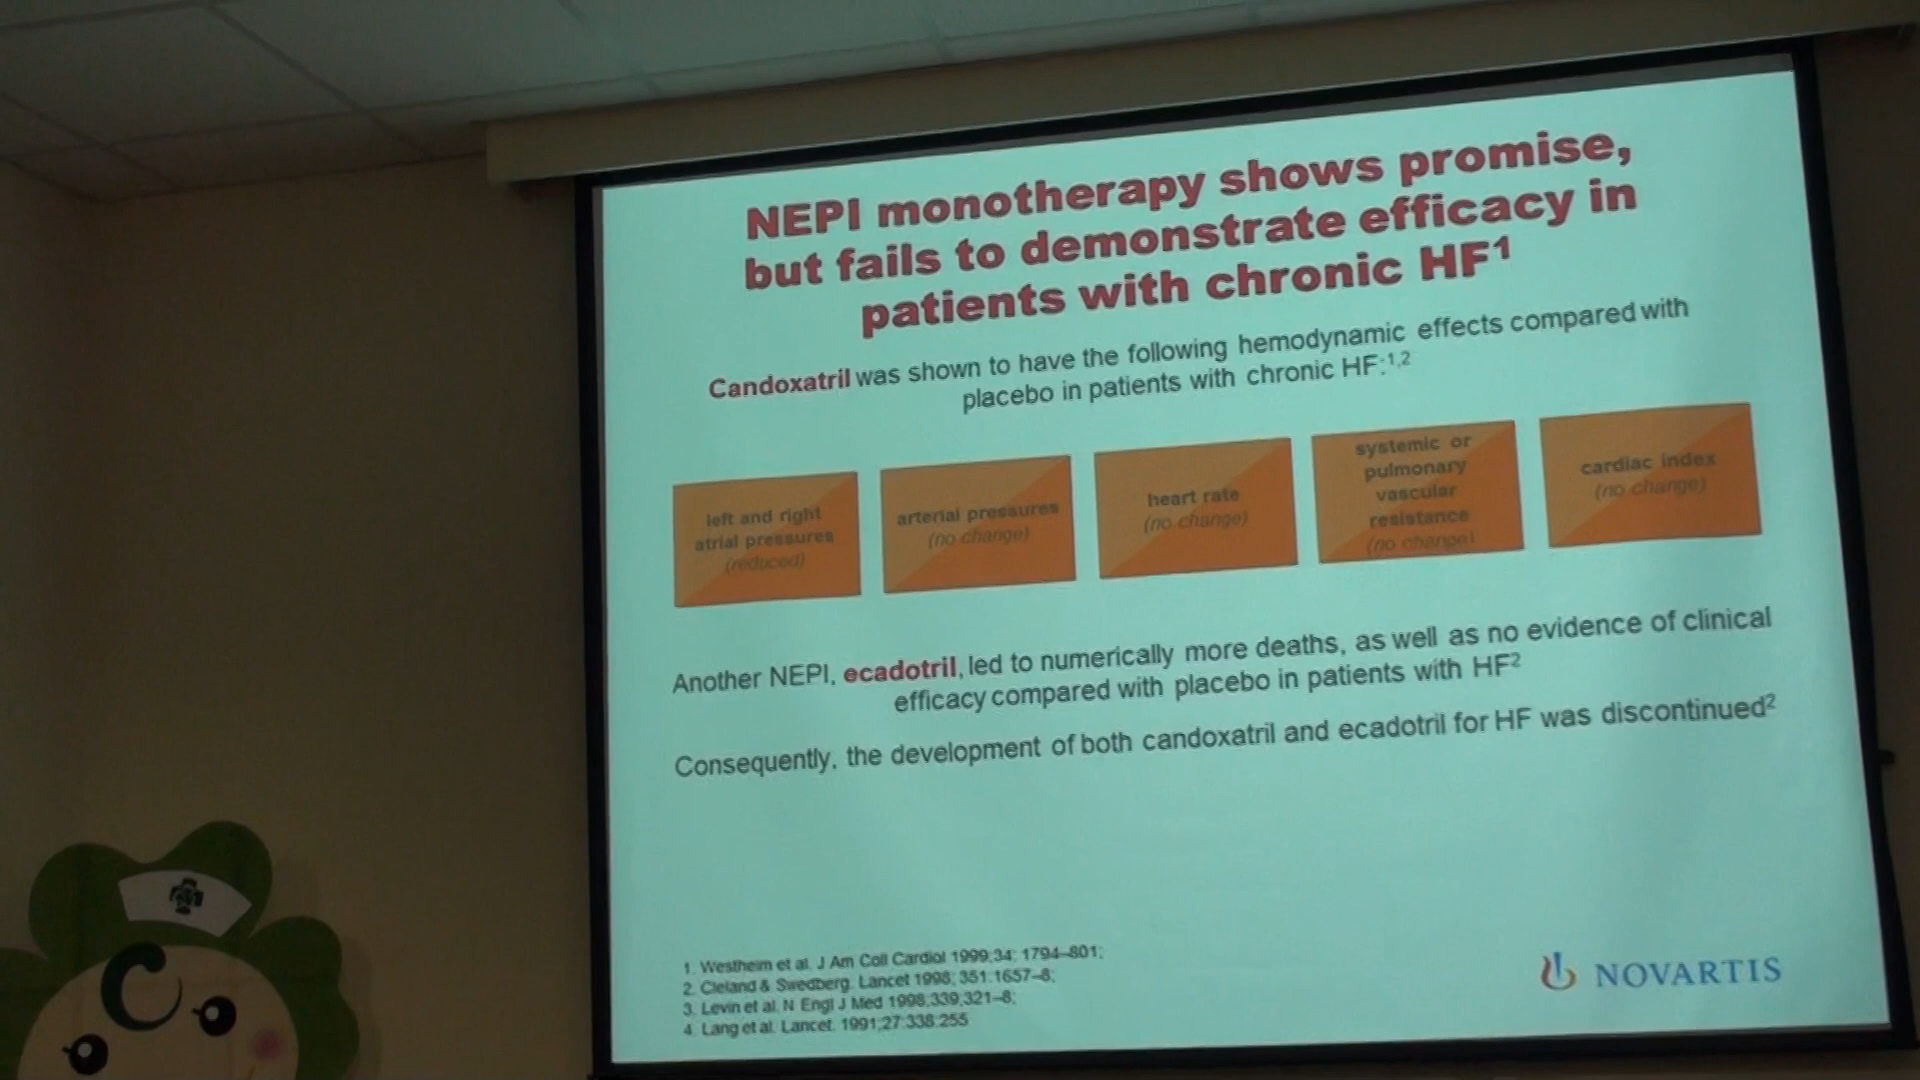 NEPI monotherapy shows promise,
but fails to demonstrate efficacy in
patients with chronic HF1
Candoxatril was shown to have the following hemodynamic effects compared with
placebo in patients with chronic HF:1,2
left and right
atrial pressures
(reduced)
arterial pressures
(no change)
heart rate
(no change)
systemic or
pulmonary
vascular
resistance
(no change)
cardiac index
(no change)
Another NEPI, ecadotril, led to numerically more deaths, as well as no evidence of clinical
efficacy compared with placebo in patients with HF2
Consequently, the development of both candoxatril and ecadotril for HF was discontinued2
1. Westheim et al. J Am Coll Cardiol 1999;34: 1794–801;
2. Cleland & Swedberg. Lancet 1998; 351:1657–8;
3. Levin et al. N Engl J Med 1998;339;321–8;
4. Lang et al. Lancet. 1991;27:338:255
NOVARTIS
C